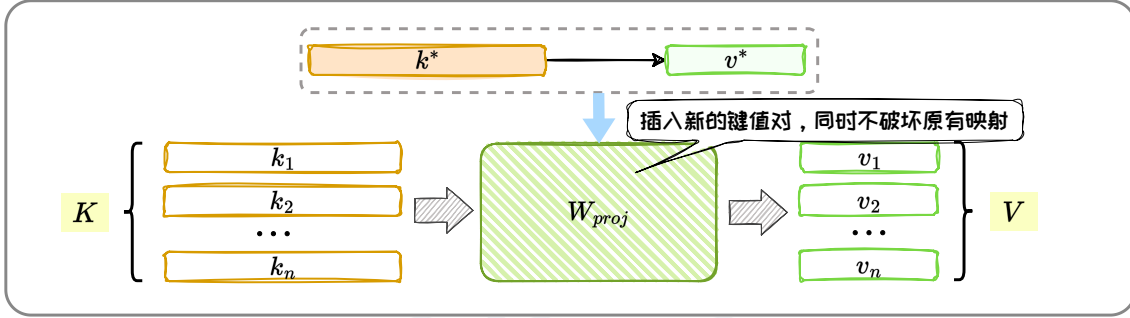 k* v*
插入新的键值对，同时不破坏原有映射
k₁ v₁
K k₂ W_proj v₂ V
... ...
kₙ vₙ